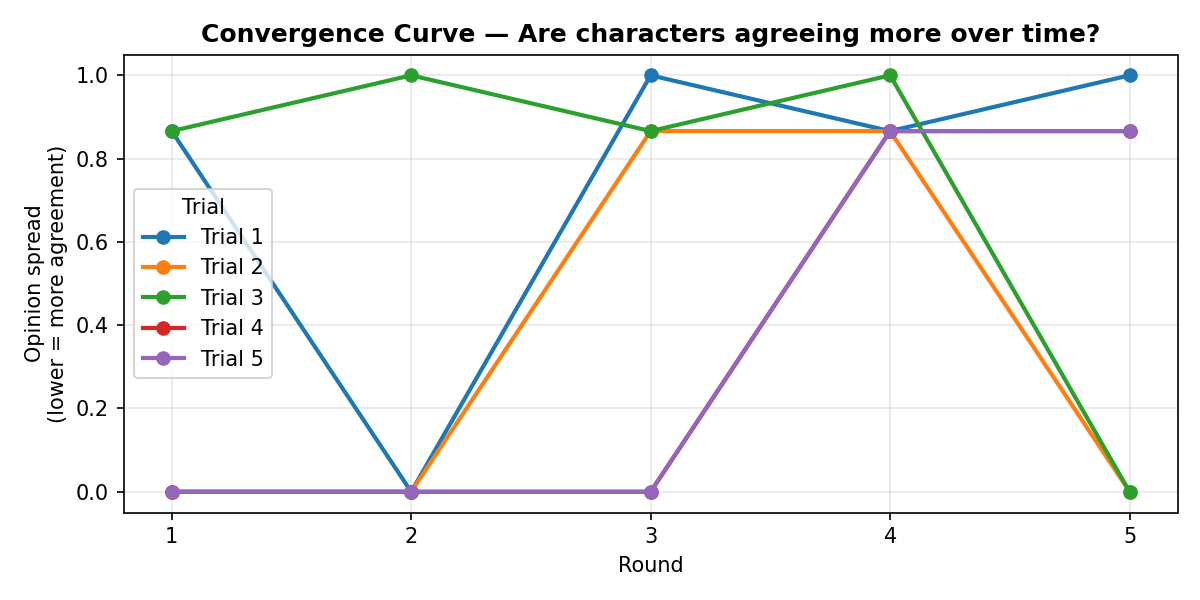 Convergence Curve — Are characters agreeing more over time?
Opinion spread
(lower = more agreement)
1.0
0.8
0.6
0.4
0.2
0.0
Trial
Trial 1
Trial 2
Trial 3
Trial 4
Trial 5
1 2 3 4 5
Round